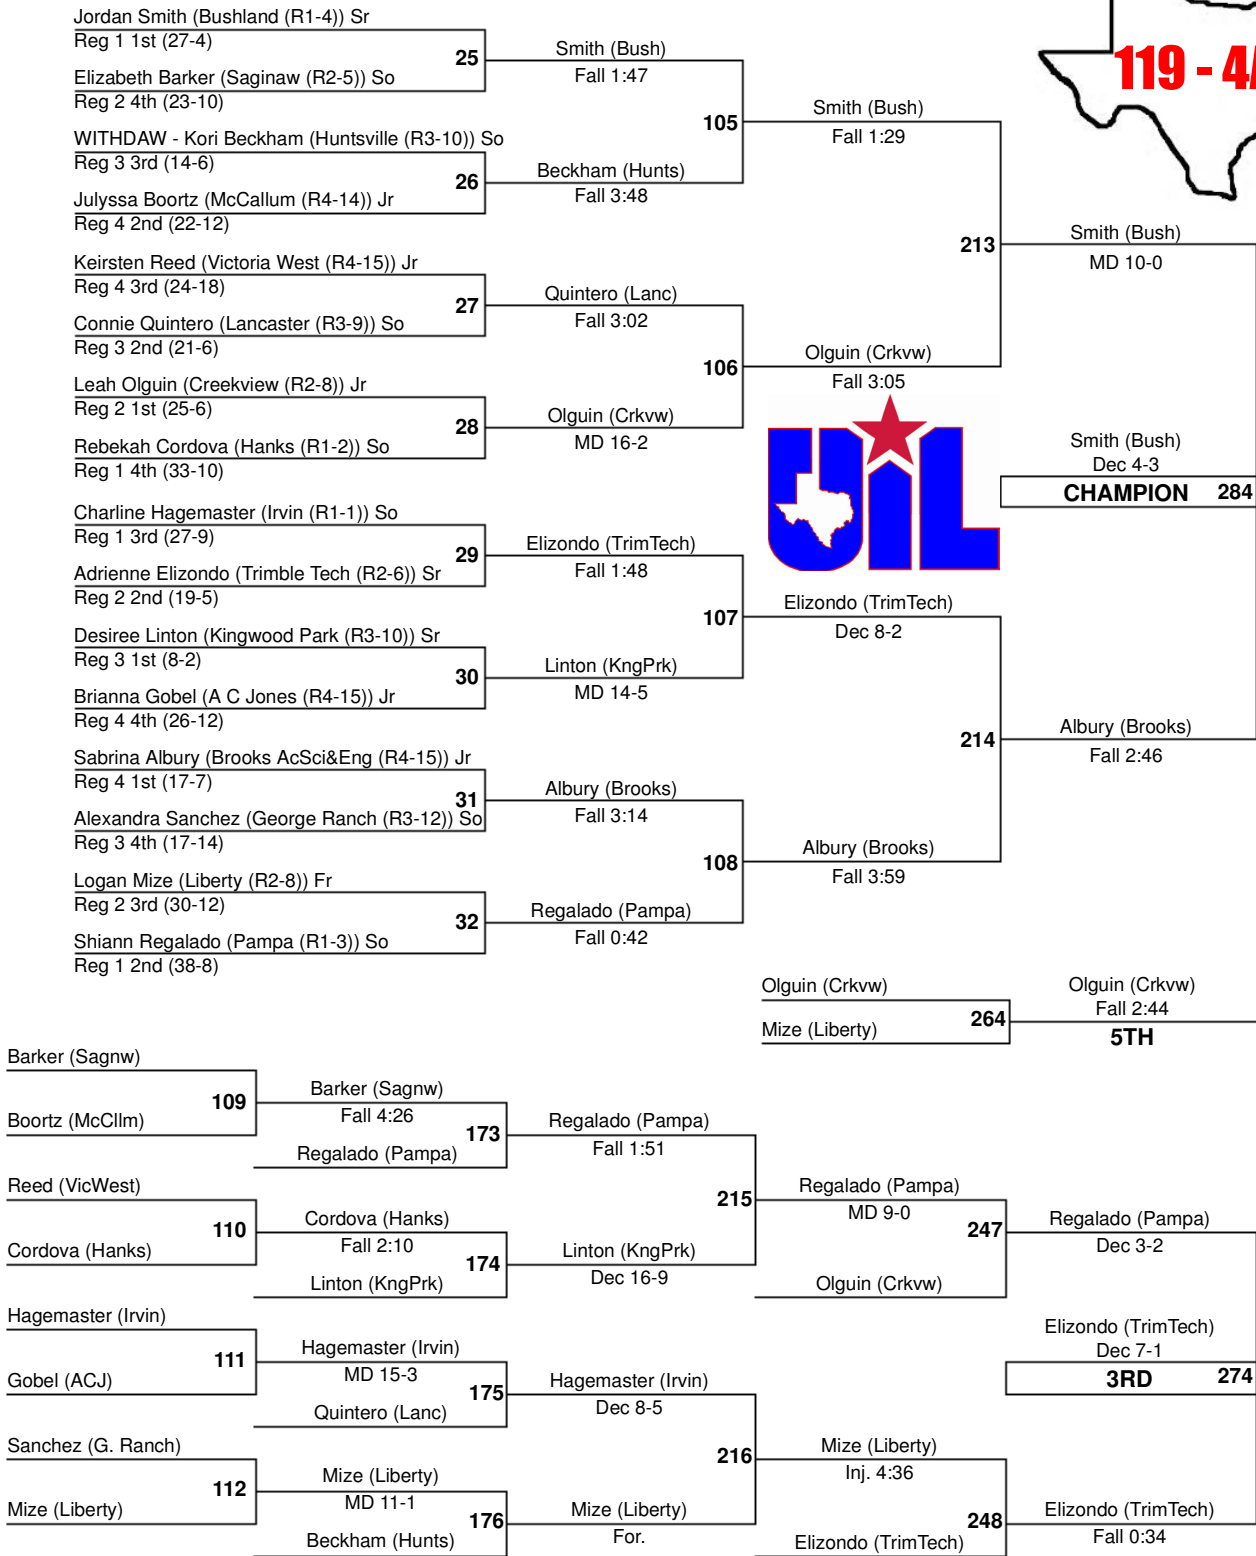 119 - 4A
Jordan Smith (Bushland (R1-4)) Sr
Reg 1 1st (27-4)
25
Elizabeth Barker (Saginaw (R2-5)) So
Reg 2 4th (23-10)
Smith (Bush)
Fall 1:47
105
WITHDAW - Kori Beckham (Huntsville (R3-10)) So
Reg 3 3rd (14-6)
26
Julyssa Boortz (McCallum (R4-14)) Jr
Reg 4 2nd (22-12)
Beckham (Hunts)
Fall 3:48
Smith (Bush)
Fall 1:29
213
Keirsten Reed (Victoria West (R4-15)) Jr
Reg 4 3rd (24-18)
27
Connie Quintero (Lancaster (R3-9)) So
Reg 3 2nd (21-6)
Quintero (Lanc)
Fall 3:02
106
Leah Olguin (Creekview (R2-8)) Jr
Reg 2 1st (25-6)
28
Rebekah Cordova (Hanks (R1-2)) So
Reg 1 4th (33-10)
Olguin (Crkvw)
MD 16-2
Olguin (Crkvw)
Fall 3:05
Smith (Bush)
MD 10-0
UIL
Smith (Bush)
Dec 4-3
CHAMPION 284
Charline Hagemaster (Irvin (R1-1)) So
Reg 1 3rd (27-9)
29
Adrienne Elizondo (Trimble Tech (R2-6)) Sr
Reg 2 2nd (19-5)
Elizondo (TrimTech)
Fall 1:48
107
Desiree Linton (Kingwood Park (R3-10)) Sr
Reg 3 1st (8-2)
30
Brianna Gobel (A C Jones (R4-15)) Jr
Reg 4 4th (26-12)
Linton (KngPrk)
MD 14-5
Elizondo (TrimTech)
Dec 8-2
214
Sabrina Albury (Brooks AcSci&Eng (R4-15)) Jr
Reg 4 1st (17-7)
31
Alexandra Sanchez (George Ranch (R3-12)) So
Reg 3 4th (17-14)
Albury (Brooks)
Fall 3:14
108
Logan Mize (Liberty (R2-8)) Fr
Reg 2 3rd (30-12)
32
Shiann Regalado (Pampa (R1-3)) So
Reg 1 2nd (38-8)
Regalado (Pampa)
Fall 0:42
Albury (Brooks)
Fall 3:59
Albury (Brooks)
Fall 2:46
Olguin (Crkvw)
264
Mize (Liberty)
Olguin (Crkvw)
Fall 2:44
5TH
Barker (Sagnw)
109
Boortz (McCllm)
Barker (Sagnw)
Fall 4:26
173
Regalado (Pampa)
Regalado (Pampa)
Fall 1:51
215
Reed (VicWest)
110
Cordova (Hanks)
Cordova (Hanks)
Fall 2:10
174
Linton (KngPrk)
Linton (KngPrk)
Dec 16-9
Regalado (Pampa)
MD 9-0
247
Olguin (Crkvw)
Regalado (Pampa)
Dec 3-2
Hagemaster (Irvin)
111
Gobel (ACJ)
Hagemaster (Irvin)
MD 15-3
175
Quintero (Lanc)
Hagemaster (Irvin)
Dec 8-5
216
Sanchez (G. Ranch)
112
Mize (Liberty)
Mize (Liberty)
MD 11-1
176
Beckham (Hunts)
Mize (Liberty)
For.
Mize (Liberty)
Inj. 4:36
248
Elizondo (TrimTech)
Elizondo (TrimTech)
Fall 0:34
Elizondo (TrimTech)
Dec 7-1
3RD 274